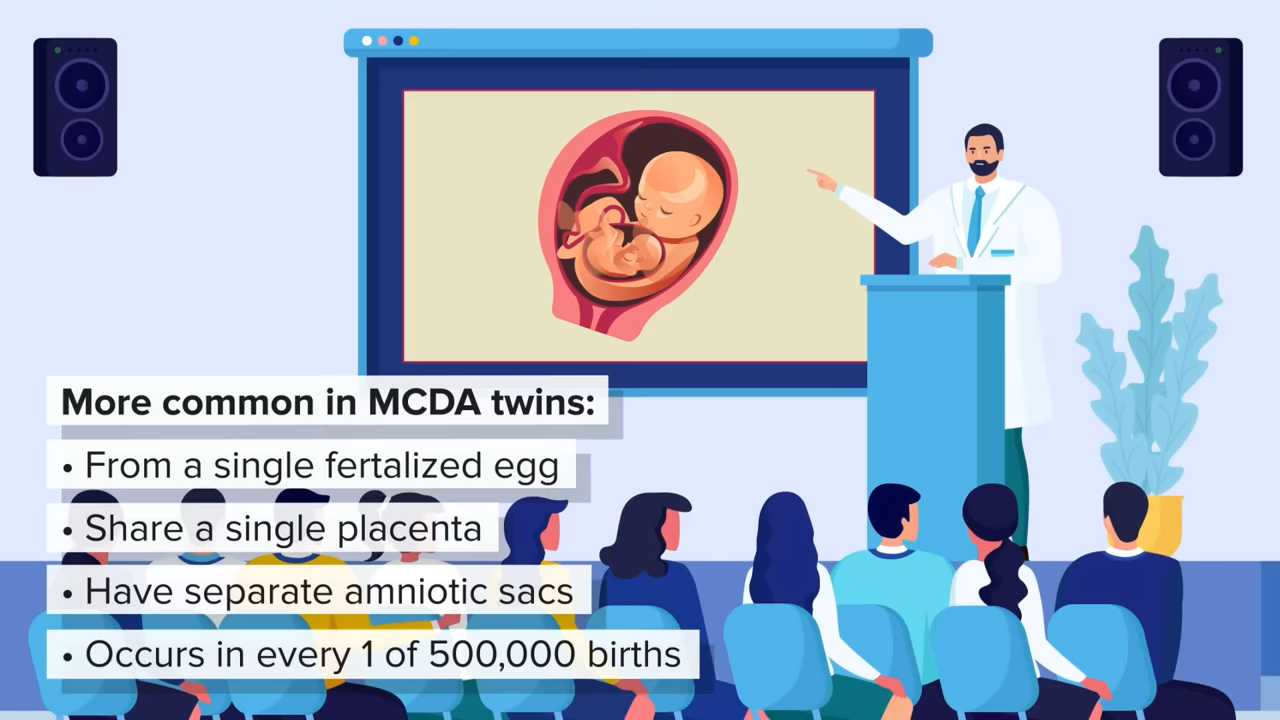 More common in MCDA twins:
• From a single fertalized egg
• Share a single placenta
• Have separate amniotic sacs
• Occurs in every 1 of 500,000 births